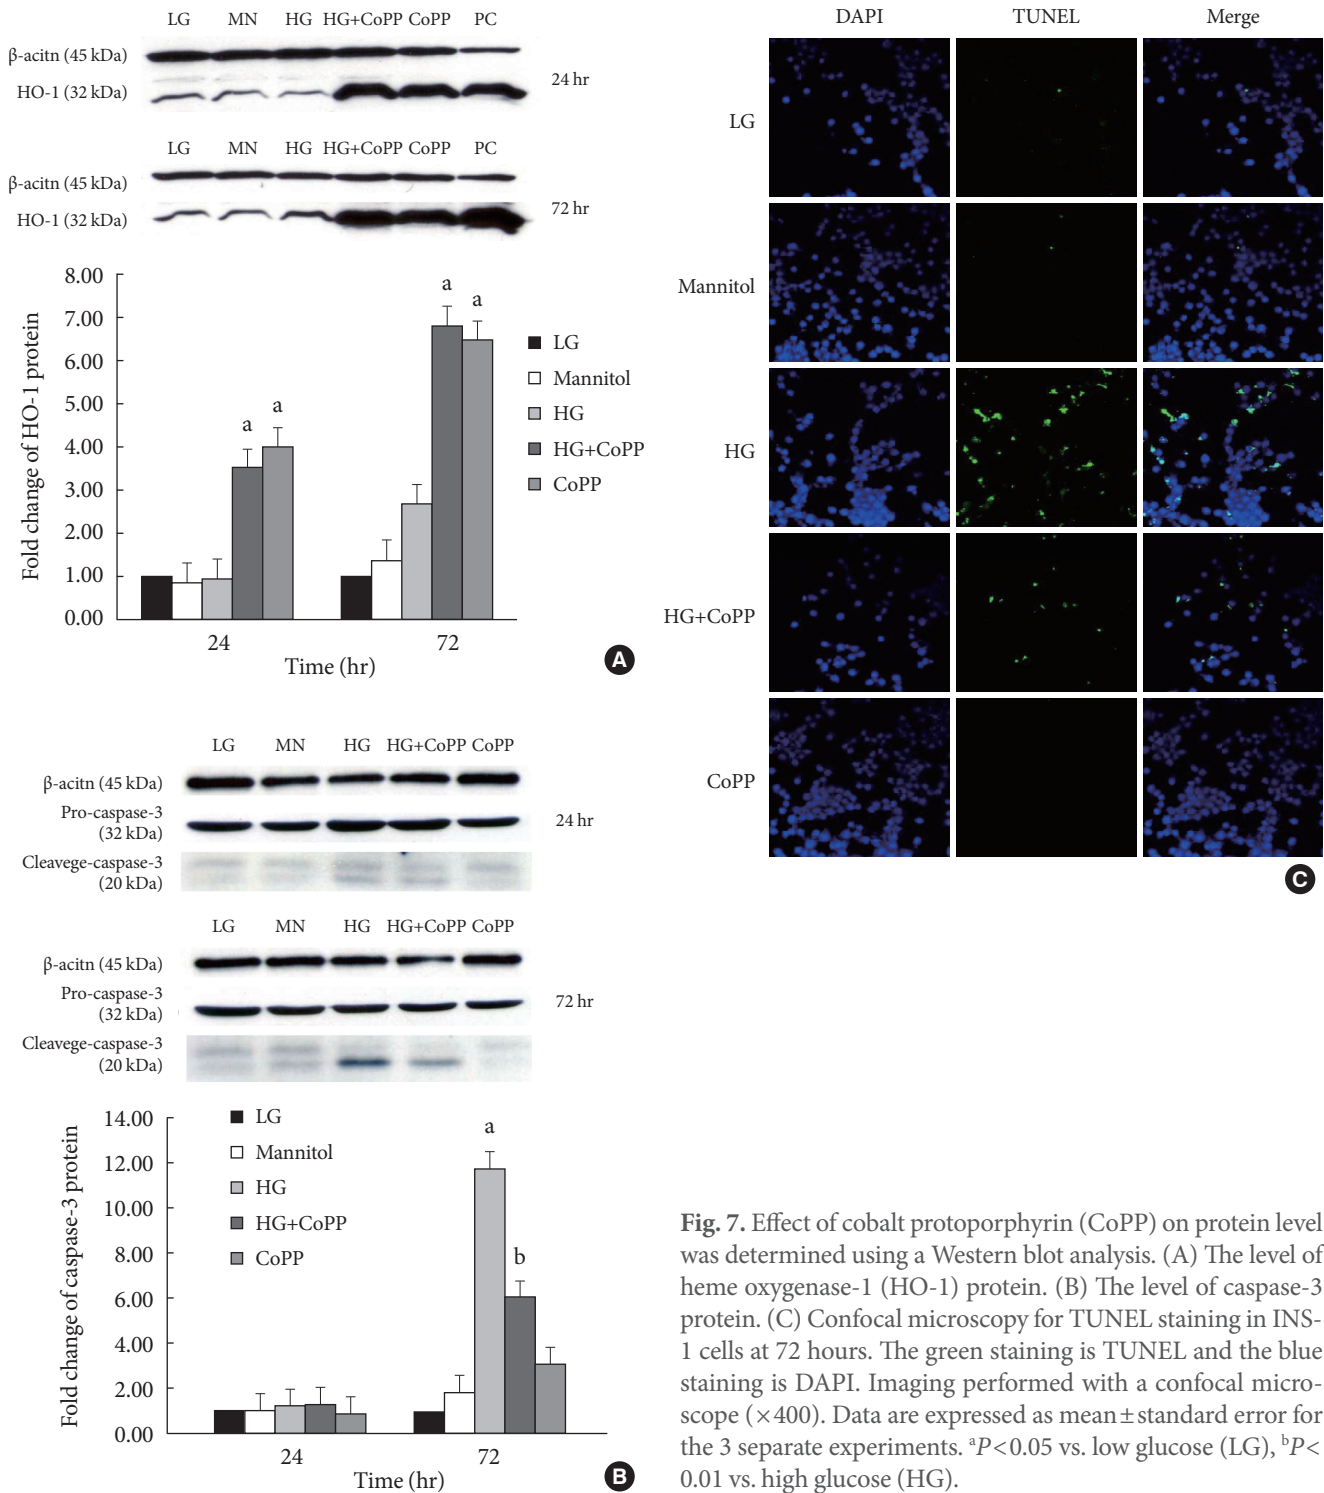 LG MN HG HG+CoPP CoPP PC
β-acitn (45 kDa)
HO-1 (32 kDa)
24 hr
LG MN HG HG+CoPP CoPP PC
β-acitn (45 kDa)
HO-1 (32 kDa)
72 hr
Fold change of HO-1 protein
8.00
7.00
6.00
5.00
4.00
3.00
2.00
1.00
0.00
a
a
a
a
24
72
Time (hr)
LG
Mannitol
HG
HG+CoPP
CoPP
A
LG MN HG HG+CoPP CoPP
β-acitn (45 kDa)
Pro-caspase-3
(32 kDa)
Cleavege-caspase-3
(20 kDa)
24 hr
LG MN HG HG+CoPP CoPP
β-acitn (45 kDa)
Pro-caspase-3
(32 kDa)
Cleavege-caspase-3
(20 kDa)
72 hr
Fold change of caspase-3 protein
14.00
12.00
10.00
8.00
6.00
4.00
2.00
0.00
LG
Mannitol
HG
HG+CoPP
CoPP
a
b
24
72
Time (hr)
B
DAPI TUNEL Merge
LG
Mannitol
HG
HG+CoPP
CoPP
C
Fig. 7. Effect of cobalt protoporphyrin (CoPP) on protein level
was determined using a Western blot analysis. (A) The level of
heme oxygenase-1 (HO-1) protein. (B) The level of caspase-3
protein. (C) Confocal microscopy for TUNEL staining in INS-
1 cells at 72 hours. The green staining is TUNEL and the blue
staining is DAPI. Imaging performed with a confocal micro-
scope (×400). Data are expressed as mean±standard error for
the 3 separate experiments. ᵃP<0.05 vs. low glucose (LG), ᵇP<
0.01 vs. high glucose (HG).